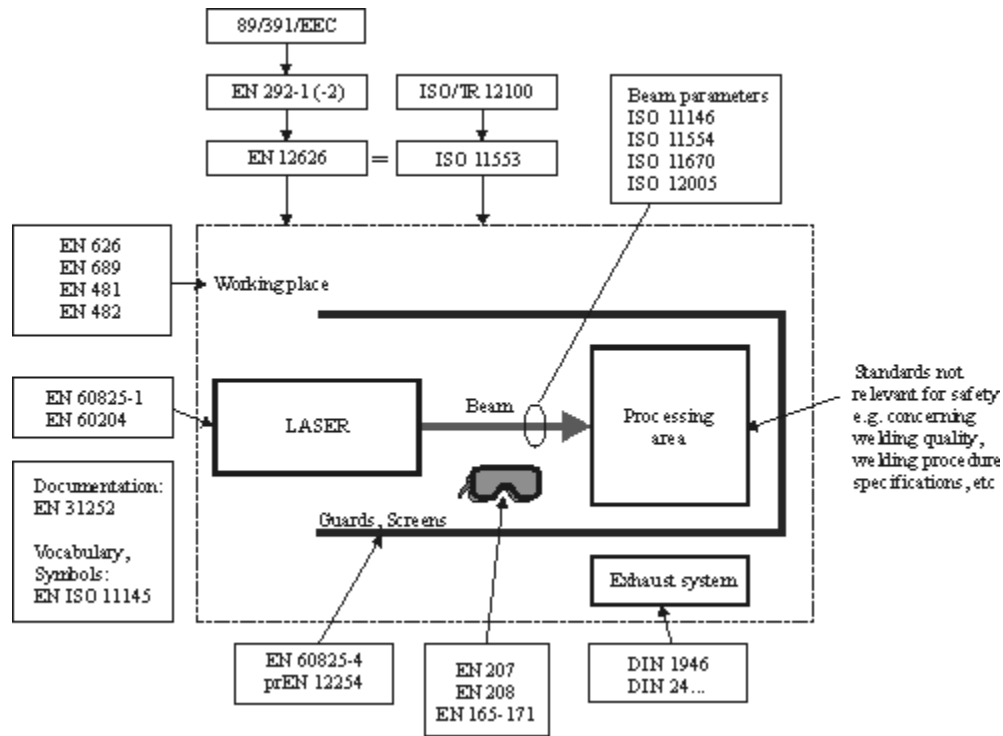 89/391/EEC
EN 292-1 (-2)
ISO/TR 12100
EN 12626
=
ISO 11553
Beam parameters
ISO 11146
ISO 11554
ISO 11670
ISO 12005
EN 626
EN 689
EN 481
EN 482
Working place
EN 60825-1
EN 60204
LASER
Beam
Processing
area
Standards not
relevant for safety
e.g. concerning
welding quality,
welding procedure
specifications, etc
Documentation:
EN 31252
Vocabulary,
Symbols:
EN ISO 11145
Guards, Screens
Exhaust system
EN 60825-4
prEN 12254
EN 207
EN 208
EN 165-171
DIN 1946
DIN 24...